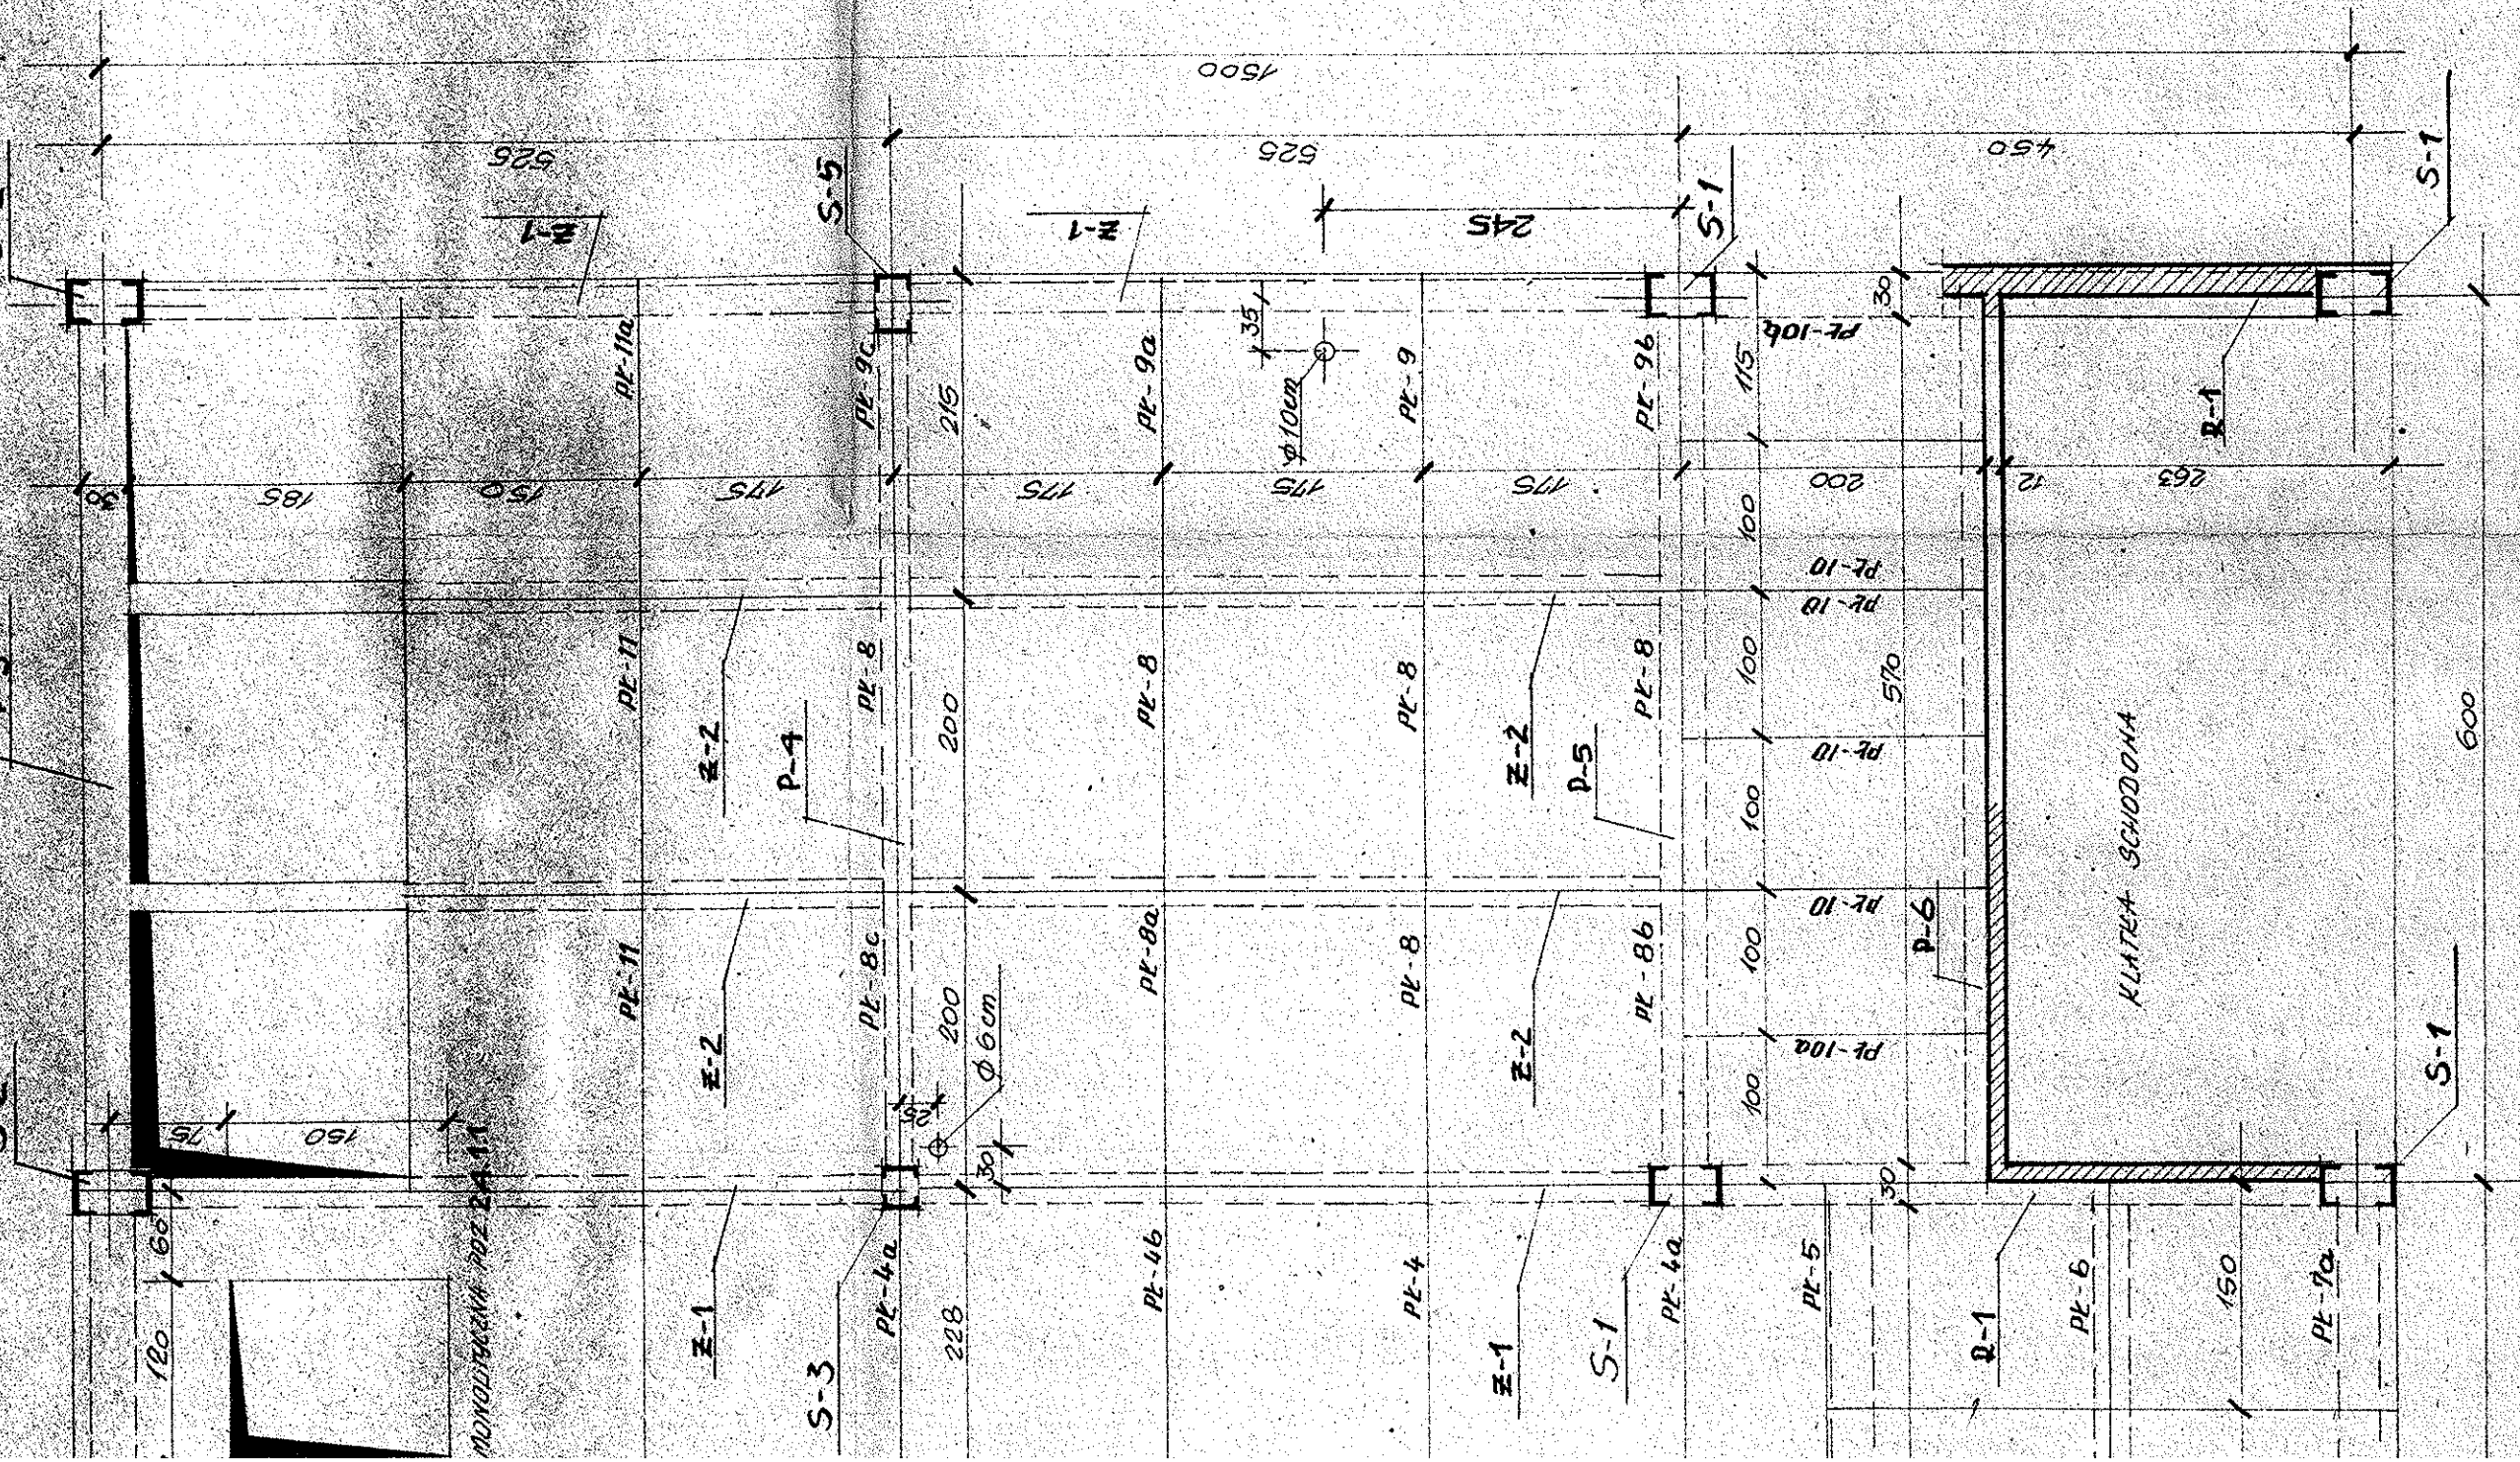 1500
525
525
450
S-5
S-1
S-1
Z-1
Z-1
245
30
35
PŁ-11a
PŁ-9c
PŁ-9a
PŁ-9
PŁ-9b
PŁ-10b
115
215
φ10cm
R-1
30
185
150
175
175
175
175
200
12
263
100
PŁ-10
PŁ-10
PŁ-11
PŁ-8
PŁ-8
PŁ-8
PŁ-8
100
570
200
600
Z-2
P-4
Z-2
P-5
PŁ-10
100
KLATKA SCHODONA
PŁ-10
P-6
PŁ-11
PŁ-8c
PŁ-8a
PŁ-8
PŁ-8b
100
200
φ6cm
Z-2
Z-2
PŁ-10a
100
S-1
75
150
25
30
30
MONOLITYCZNA POZ 2.4.11
60
120
Z-1
S-3
PŁ-4a
228
PŁ-4b
PŁ-4
Z-1
S-1
PŁ-4a
PŁ-5
R-1
PŁ-6
150
PŁ-7a